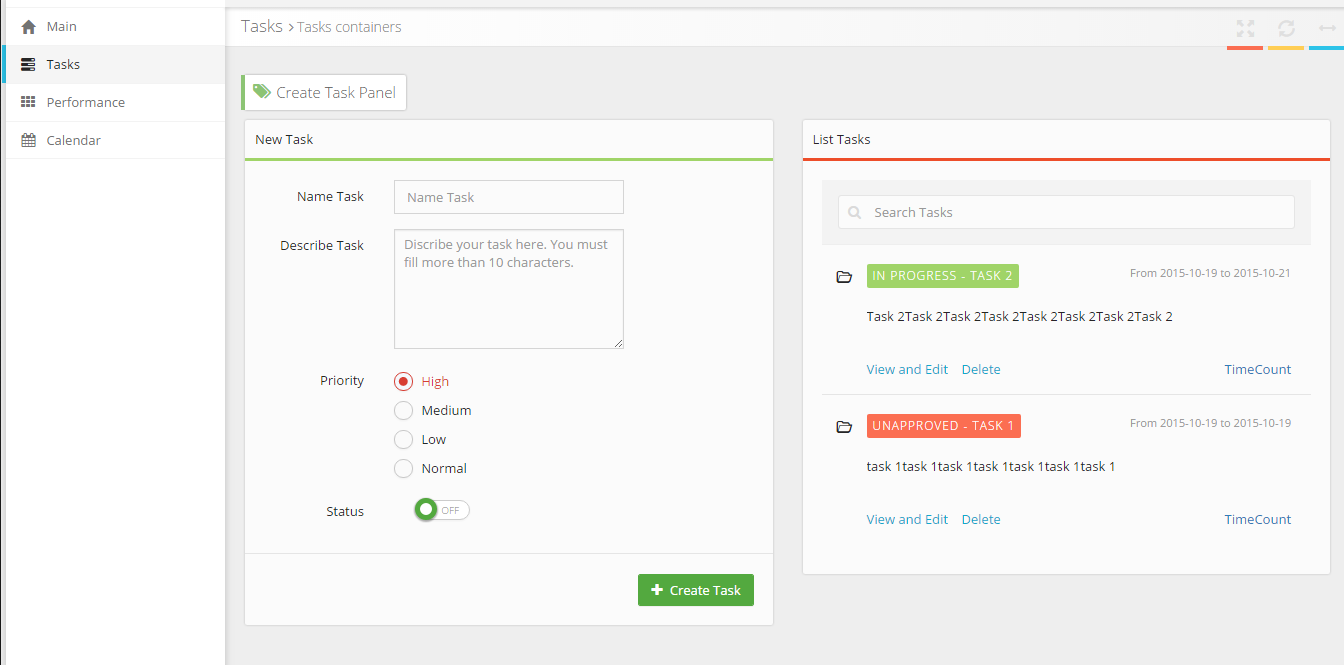 Main
Tasks
Performance
Calendar
Tasks > Tasks containers
Create Task Panel
New Task
Name Task
Name Task
Describe Task
Discribe your task here. You must
fill more than 10 characters.
Priority
High
Medium
Low
Normal
Status
OFF
Create Task
List Tasks
Search Tasks
IN PROGRESS - TASK 2
From 2015-10-19 to 2015-10-21
Task 2Task 2Task 2Task 2Task 2Task 2Task 2Task 2
View and Edit Delete TimeCount
UNAPPROVED - TASK 1
From 2015-10-19 to 2015-10-19
task 1task 1task 1task 1task 1task 1task 1
View and Edit Delete TimeCount